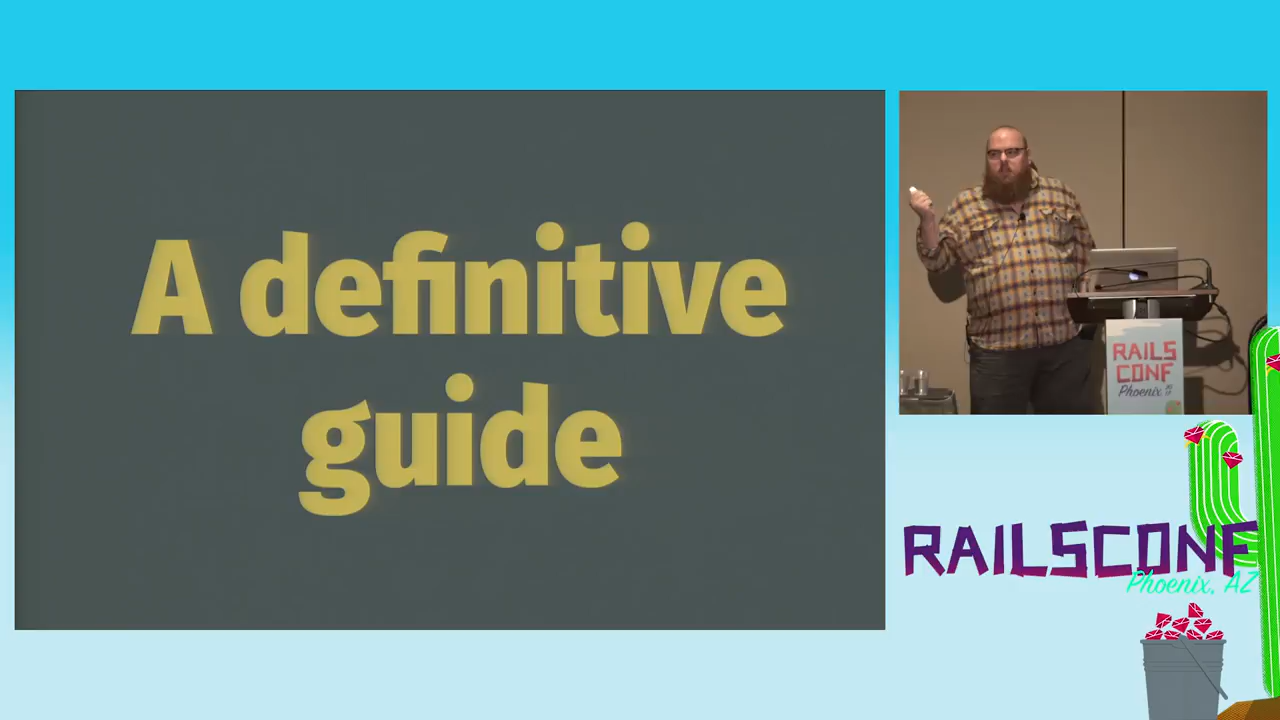 A definitive
guide
RAILS
CONF
Phoenix,
RAILSCONF
Phoenix, AZ